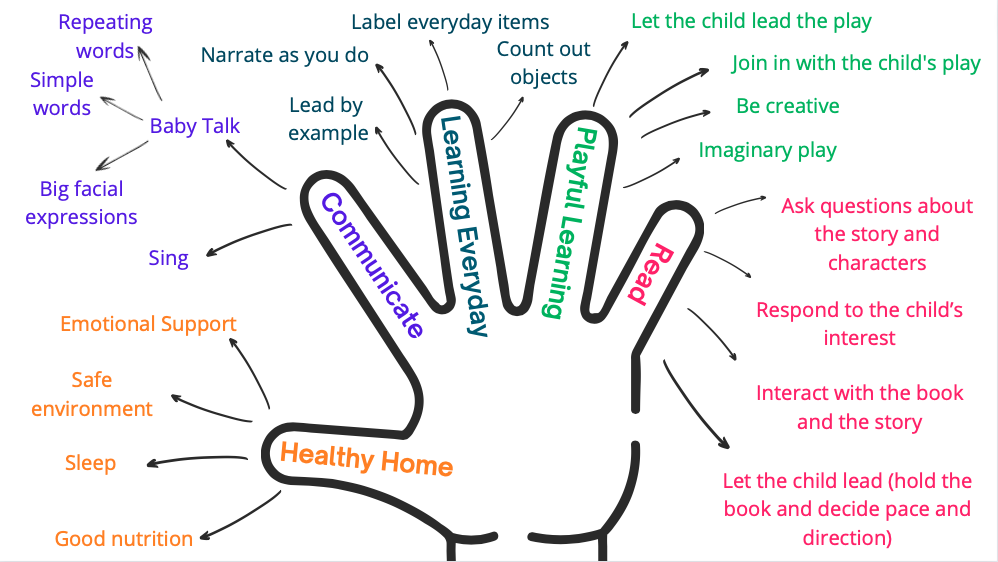 Repeating
words
Simple
words
Baby Talk
Big facial
expressions
Sing
Communicate
Label everyday items
Narrate as you do
Count out
objects
Lead by
example
Learning Everyday
Let the child lead the play
Join in with the child's play
Be creative
Imaginary play
Playful Learning
Ask questions about
the story and
characters
Respond to the child’s
interest
Interact with the book
and the story
Let the child lead (hold the
book and decide pace and
direction)
Read
Emotional Support
Safe
environment
Sleep
Good nutrition
Healthy Home